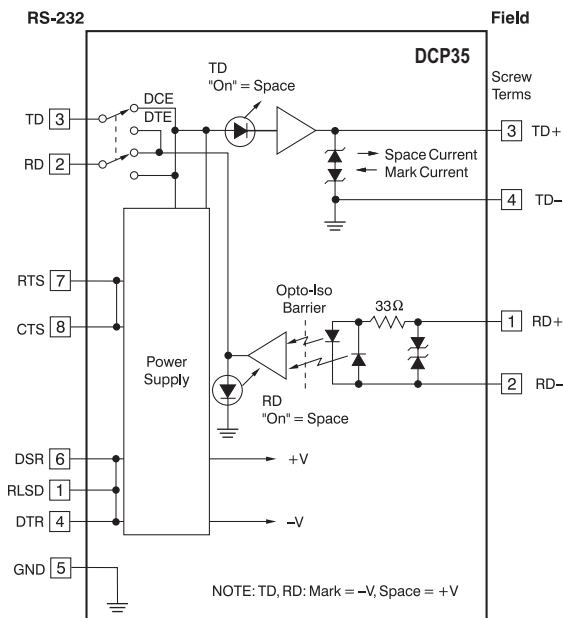 RS-232
Field
DCP35
Screw
Terms
TD
"On" = Space
DCE
DTE
TD 3
RD 2
3 TD+
Space Current
Mark Current
4 TD–
RTS 7
CTS 8
Opto-Iso
Barrier
33Ω
1 RD+
2 RD–
Power
Supply
RD
"On" = Space
DSR 6
RLSD 1
DTR 4
+V
–V
GND 5
NOTE: TD, RD: Mark = –V, Space = +V